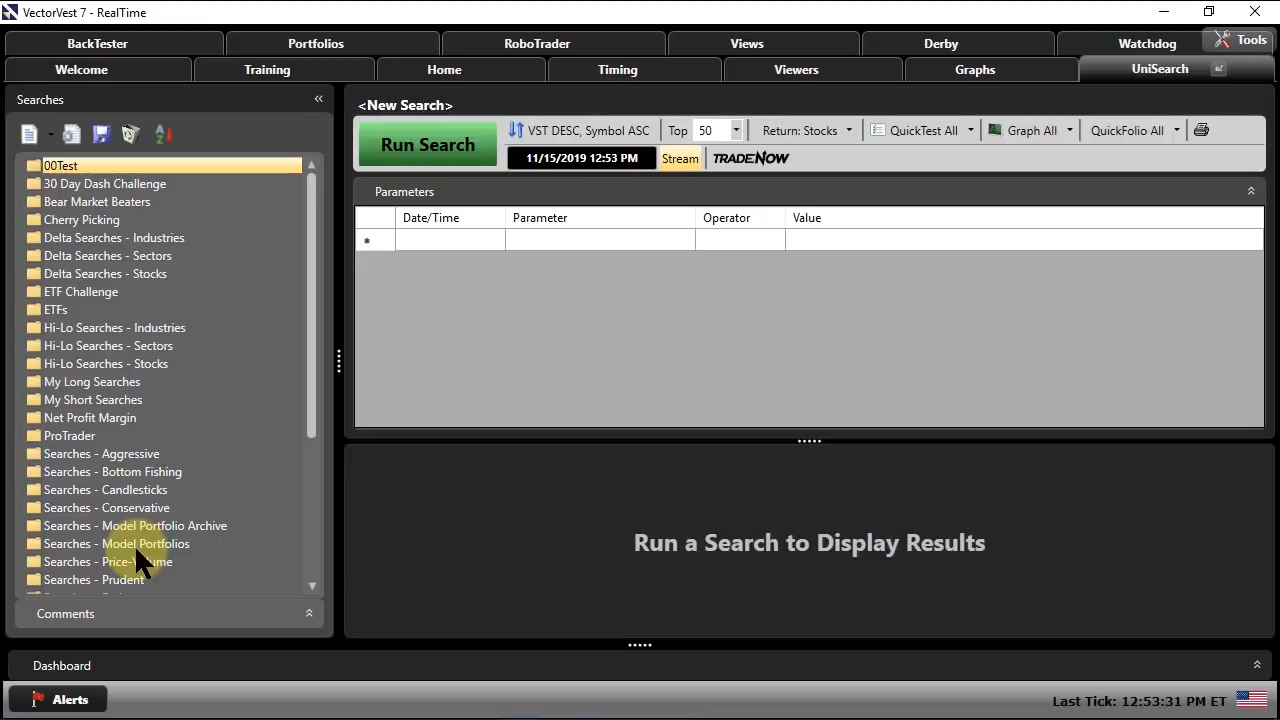 VectorVest 7 - RealTime
BackTester
Portfolios
RoboTrader
Views
Derby
Watchdog
Tools
Welcome
Training
Home
Timing
Viewers
Graphs
UniSearch
Searches
<New Search>
Run Search
VST DESC, Symbol ASC
Top 50
Return: Stocks
QuickTest All
Graph All
QuickFolio All
11/15/2019 12:53 PM
Stream
TRADENOW
Parameters
Date/Time
Parameter
Operator
Value
00Test
30 Day Dash Challenge
Bear Market Beaters
Cherry Picking
Delta Searches - Industries
Delta Searches - Sectors
Delta Searches - Stocks
ETF Challenge
ETFs
Hi-Lo Searches - Industries
Hi-Lo Searches - Sectors
Hi-Lo Searches - Stocks
My Long Searches
My Short Searches
Net Profit Margin
ProTrader
Searches - Aggressive
Searches - Bottom Fishing
Searches - Candlesticks
Searches - Conservative
Searches - Model Portfolio Archive
Searches - Model Portfolios
Searches - Price-Volume
Searches - Prudent
Run a Search to Display Results
Comments
Dashboard
Alerts
Last Tick: 12:53:31 PM ET